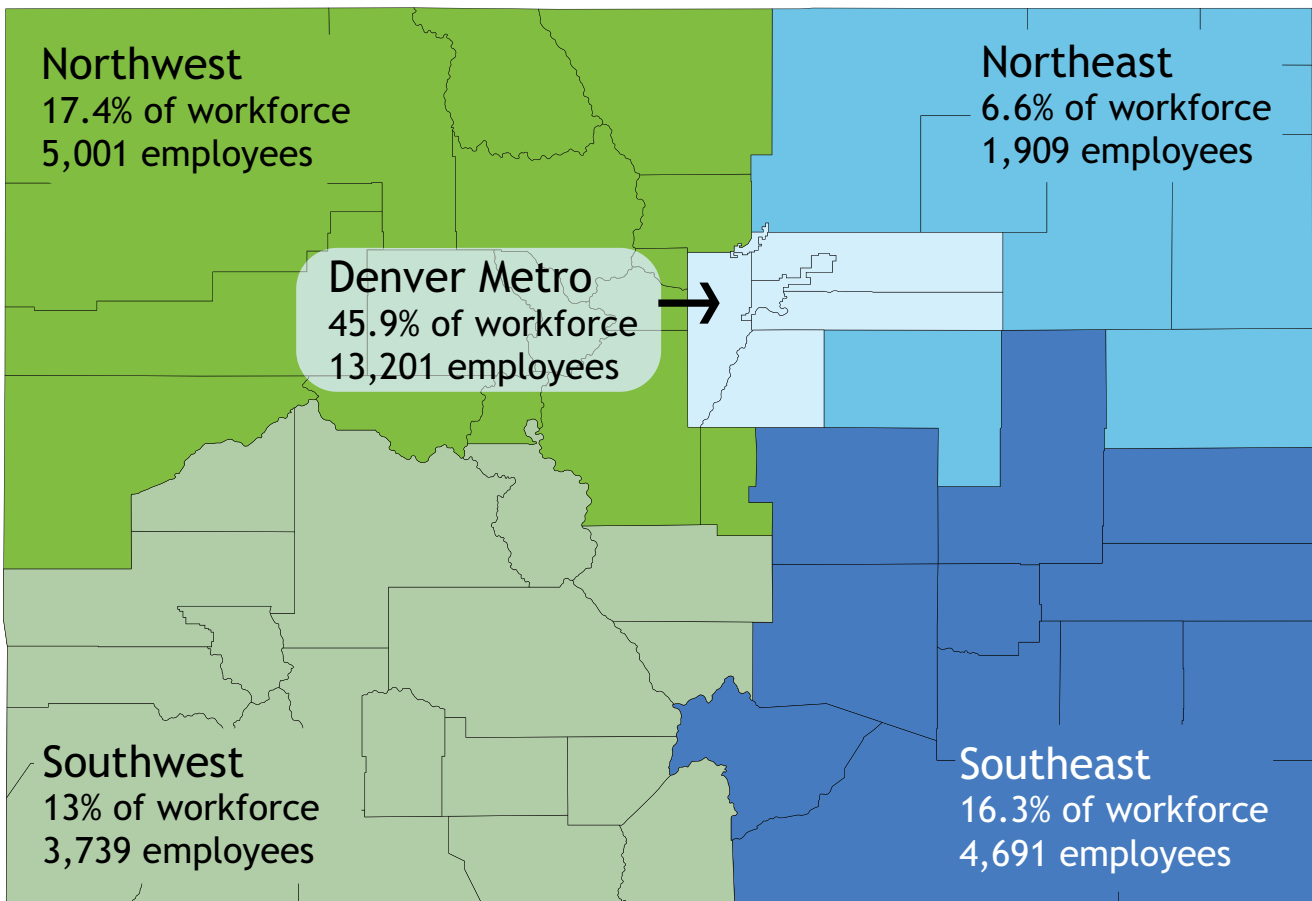 Northwest
17.4% of workforce
5,001 employees
Northeast
6.6% of workforce
1,909 employees
Denver Metro
45.9% of workforce
13,201 employees
Southwest
13% of workforce
3,739 employees
Southeast
16.3% of workforce
4,691 employees